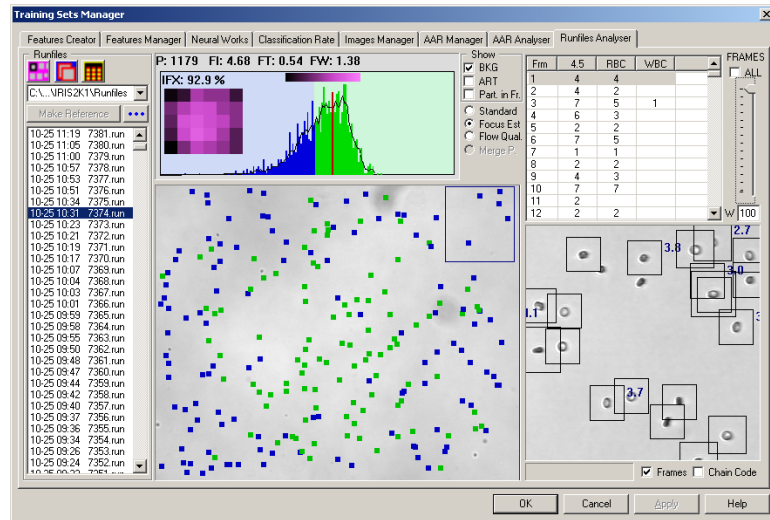 Training Sets Manager
Features Creator Features Manager Neural Works Classification Rate Images Manager AAR Manager AAR Analyser Runfiles Analyser
Runfiles
C:\...\IRIS2K1\Runfiles
Make Reference ...
10-25 11:19 7381.run
10-25 11:05 7380.run
10-25 11:00 7379.run
10-25 10:57 7378.run
10-25 10:53 7377.run
10-25 10:51 7376.run
10-25 10:34 7375.run
10-25 10:31 7374.run
10-25 10:23 7373.run
10-25 10:21 7372.run
10-25 10:19 7371.run
10-25 10:17 7370.run
10-25 10:07 7369.run
10-25 10:04 7368.run
10-25 10:03 7367.run
10-25 10:01 7366.run
10-25 09:59 7365.run
10-25 09:58 7364.run
10-25 09:55 7363.run
10-25 09:50 7362.run
10-25 09:48 7361.run
10-25 09:47 7360.run
10-25 09:44 7359.run
10-25 09:42 7358.run
10-25 09:40 7357.run
10-25 09:37 7356.run
10-25 09:36 7355.run
10-25 09:34 7354.run
10-25 09:26 7353.run
10-25 09:24 7352.run
P: 1179 FI: 4.68 FT: 0.54 FW: 1.38
IFX: 92.9 %
Show
BKG
ART
Part. in Fr.
Standard
Focus Est
Flow Qual.
Merge P.
Frm 4.5 RBC WBC
1 4 4
2 4 2
3 7 5 1
4 6 3
5 2 2
6 7 5
7 1 1
8 2 2
9 4 3
10 7 7
11 2
12 2 2
FRAMES
ALL
W 100
2.7
3.8
3.0
3.7
Frames Chain Code
OK Cancel Apply Help